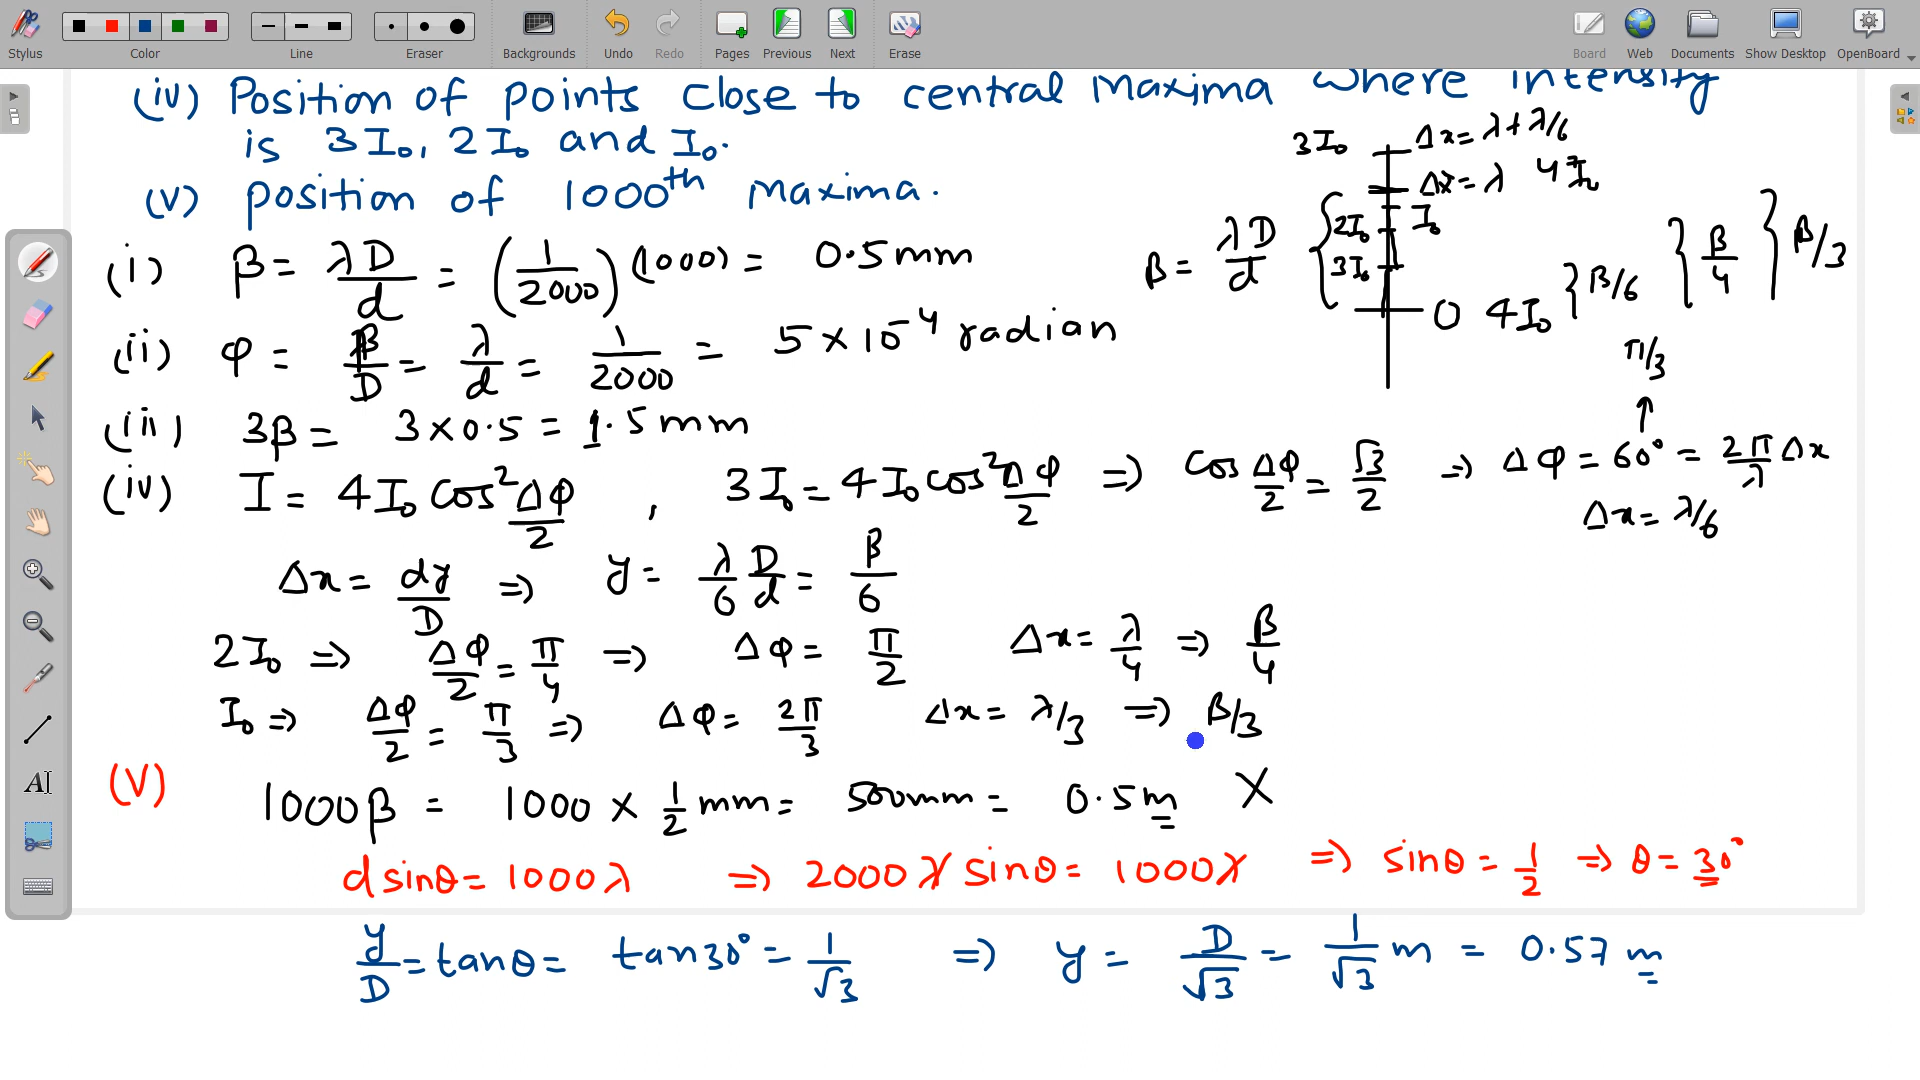 Stylus Color Line Eraser Backgrounds Undo Redo Pages Previous Next Erase Board Web Documents Show Desktop OpenBoard
(iv) Position of points close to central maxima where intensity
is 3I₀, 2I₀ and I₀.
(v) position of 1000th maxima.
3I₀ Δx = λ + λ/6
Δx = λ 4I₀
2I₀ I₀
3I₀
β = λD/d
O 4I₀ } β/6 } β/4 } β/3
(i) β = λD/d = (1/2000)(1000) = 0.5mm
(ii) φ = β/D = λ/d = 1/2000 = 5 × 10⁻⁴ radian
(iii) 3β = 3 × 0.5 = 1.5mm
π/3
↑
(iv) I = 4I₀ cos² Δφ/2 , 3I₀ = 4I₀ cos² Δφ/2 ⇒ cos Δφ/2 = √3/2 ⇒ Δφ = 60° = 2π/λ Δx
Δx = λ/6
Δx = dy/D ⇒ y = λ/6 D/d = β/6
2I₀ ⇒ Δφ/2 = π/4 ⇒ Δφ = π/2 Δx = λ/4 ⇒ β/4
I₀ ⇒ Δφ/2 = π/3 ⇒ Δφ = 2π/3 Δx = λ/3 ⇒ β/3
(V) 1000β = 1000 × 1/2 mm = 500mm = 0.5m X
d sinθ = 1000λ ⇒ 2000λ sinθ = 1000λ ⇒ sinθ = 1/2 ⇒ θ = 30°
y/D = tanθ = tan30° = 1/√3 ⇒ y = D/√3 = 1/√3 m = 0.57 m